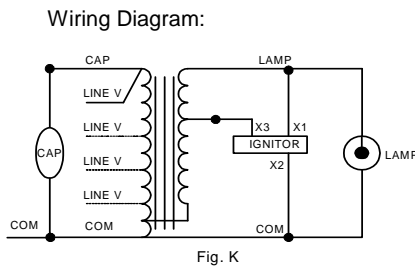 Wiring Diagram:
CAP
LAMP
LINE V
LINE V
X3
X1
IGNITOR
CAP
LINE V
X2
LAMP
LINE V
COM
COM
COM
Fig. K